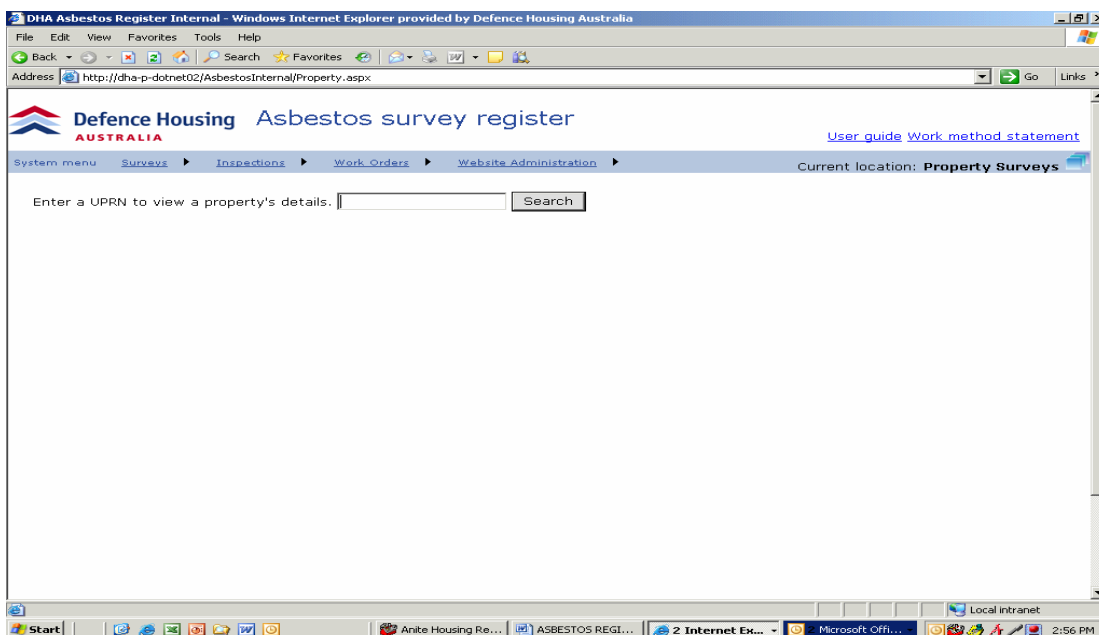 DHA Asbestos Register Internal - Windows Internet Explorer provided by Defence Housing Australia
File Edit View Favorites Tools Help
Back Search Favorites
Address http://dha-p-dotnet02/AsbestosInternal/Property.aspx Go Links
Defence Housing Asbestos survey register
AUSTRALIA
User guide Work method statement
System menu Surveys Inspections Work Orders Website Administration Current location: Property Surveys
Enter a UPRN to view a property's details. Search
Local intranet
Start Anite Housing Re... ASBESTOS REGI... 2 Internet Ex... 2 Microsoft Offi... 2:56 PM